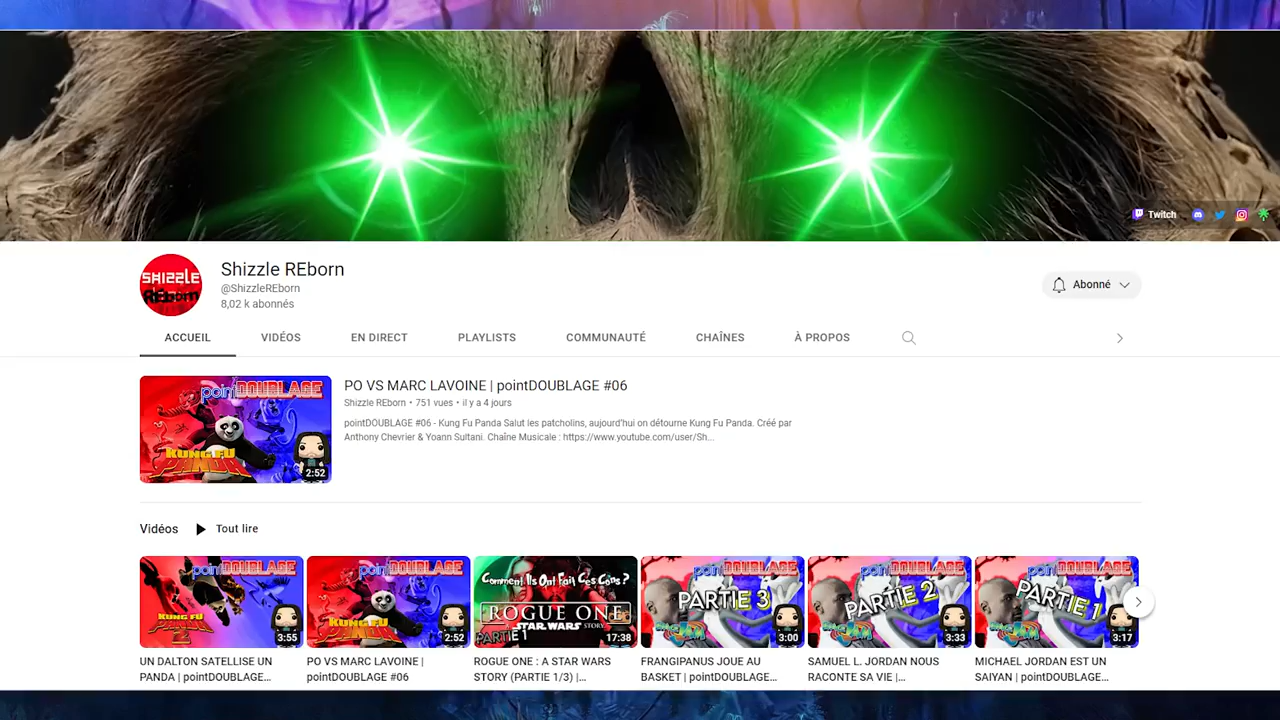 Twitch
SHIZZLE
REborn
Shizzle REborn
@ShizzleREborn
8,02 k abonnés
Abonné
ACCUEIL
VIDÉOS
EN DIRECT
PLAYLISTS
COMMUNAUTÉ
CHAÎNES
À PROPOS
pointDOUBLAGE
KUNG FU
PANDA
2:52
PO VS MARC LAVOINE | pointDOUBLAGE #06
Shizzle REborn • 751 vues • il y a 4 jours
pointDOUBLAGE #06 - Kung Fu Panda Salut les patcholins, aujourd'hui on détourne Kung Fu Panda. Créé par
Anthony Chevrier & Yoann Sultani. Chaîne Musicale : https://www.youtube.com/user/Sh...
Vidéos
Tout lire
pointDOUBLAGE
KUNG FU
PANDA
2
3:55
UN DALTON SATELLISE UN
PANDA | pointDOUBLAGE...
pointDOUBLAGE
KUNG FU
PANDA
2:52
PO VS MARC LAVOINE |
pointDOUBLAGE #06
Comment Ils Ont Fait Ces Cons ?
ROGUE ONE
STAR WARS STORY
PARTIE 1
17:38
ROGUE ONE : A STAR WARS
STORY (PARTIE 1/3) |...
pointDOUBLAGE
PARTIE 3
3:00
FRANGIPANUS JOUE AU
BASKET | pointDOUBLAGE...
pointDOUBLAGE
PARTIE 2
3:33
SAMUEL L. JORDAN NOUS
RACONTE SA VIE |...
pointDOUBLAGE
PARTIE 1
3:17
MICHAEL JORDAN EST UN
SAIYAN | pointDOUBLAGE...